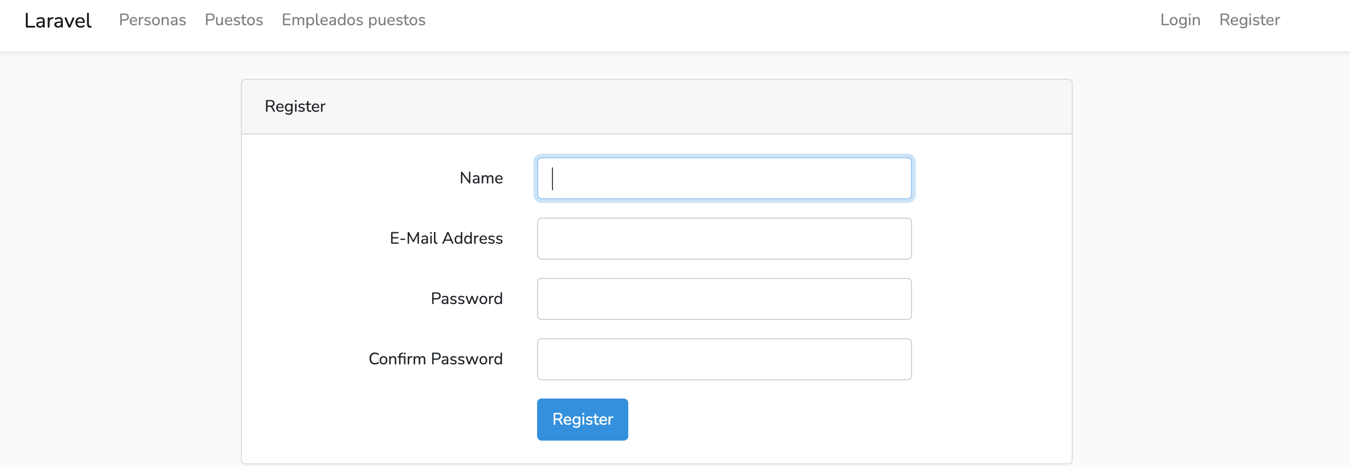 Laravel Personas Puestos Empleados puestos Login Register
Register
Name
E-Mail Address
Password
Confirm Password
Register